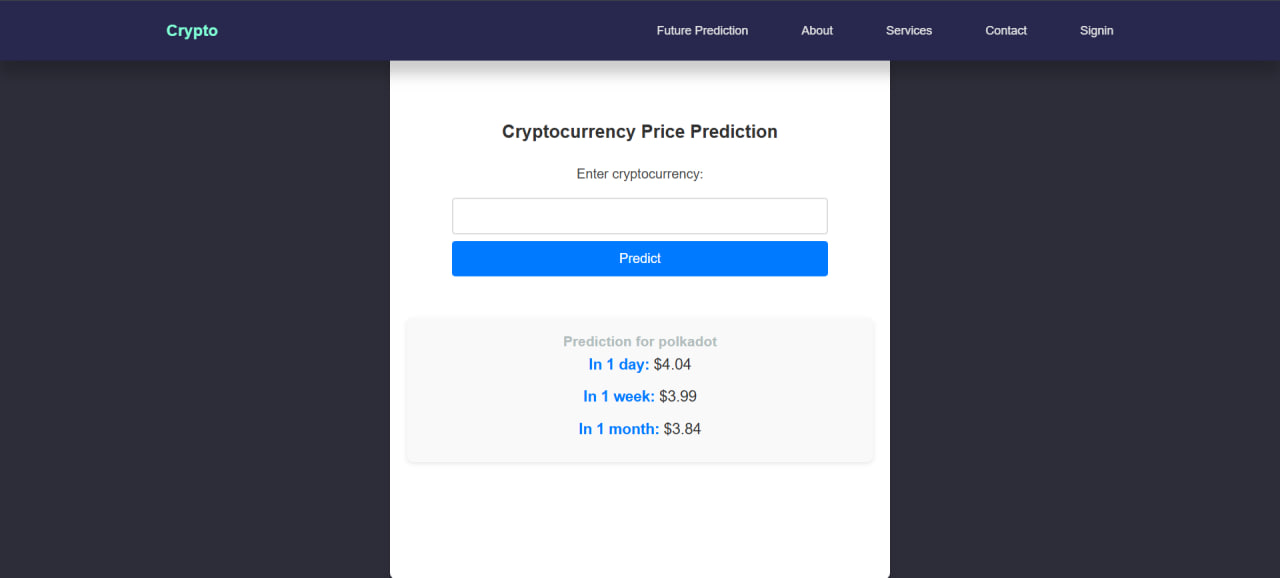 Crypto Future Prediction About Services Contact Signin
Cryptocurrency Price Prediction
Enter cryptocurrency:
Predict
Prediction for polkadot
In 1 day: $4.04
In 1 week: $3.99
In 1 month: $3.84